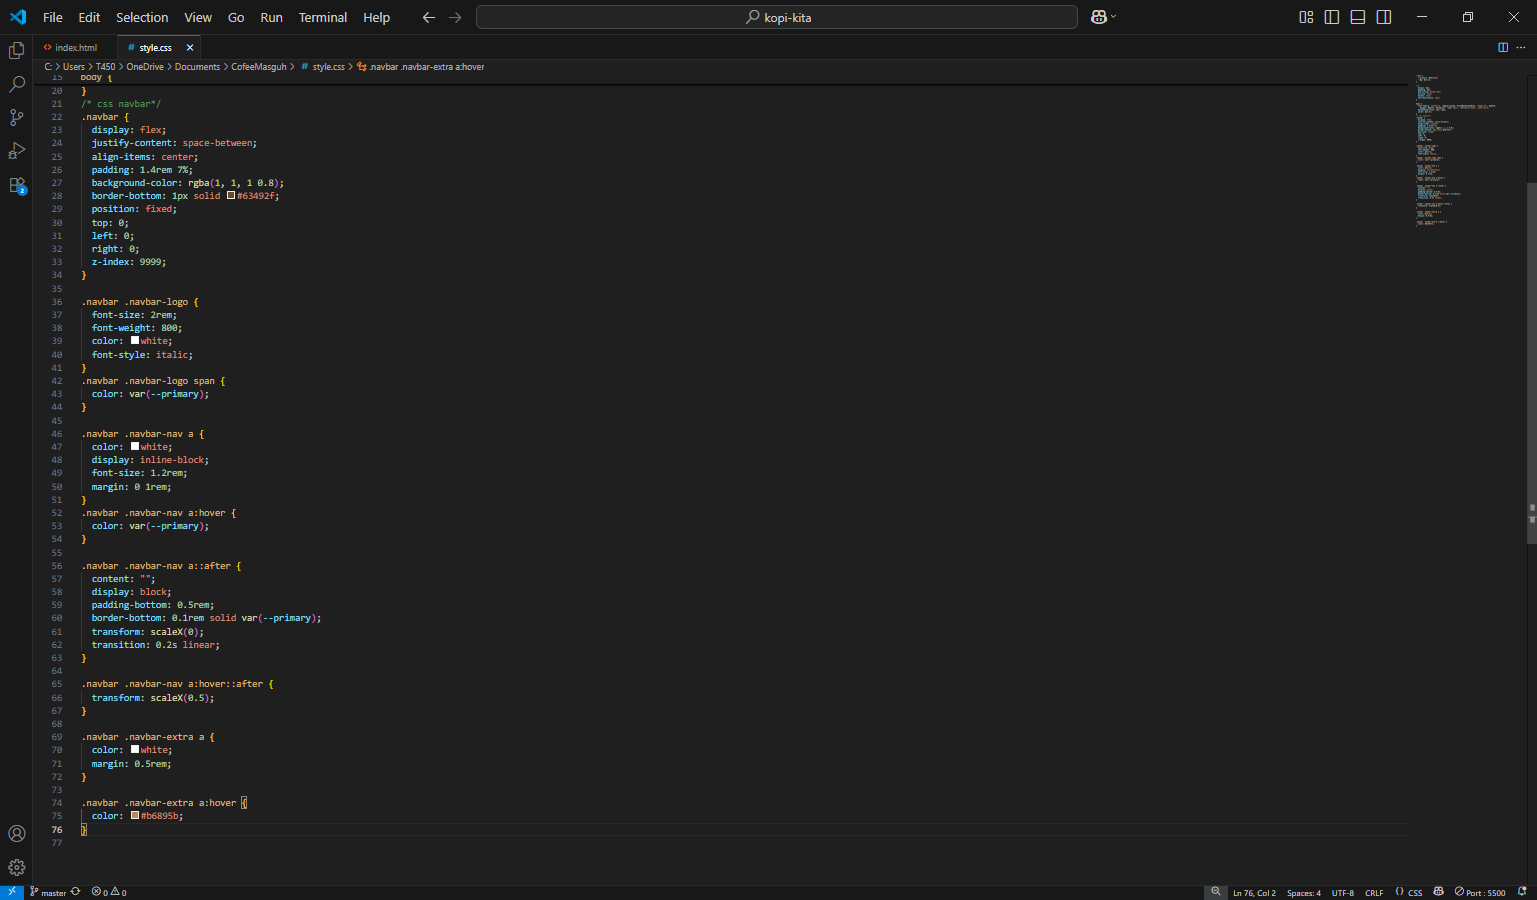 File Edit Selection View Go Run Terminal Help
kopi-kita
index.html
# style.css
C: > Users > T450 > OneDrive > Documents > CofeeMasguh > # style.css > .navbar .navbar-extra a:hover
15 body {
20 }
21 /* css navbar*/
22 .navbar {
23 display: flex;
24 justify-content: space-between;
25 align-items: center;
26 padding: 1.4rem 7%;
27 background-color: rgba(1, 1, 1 0.8);
28 border-bottom: 1px solid #63492f;
29 position: fixed;
30 top: 0;
31 left: 0;
32 right: 0;
33 z-index: 9999;
34 }
35
36 .navbar .navbar-logo {
37 font-size: 2rem;
38 font-weight: 800;
39 color: white;
40 font-style: italic;
41 }
42 .navbar .navbar-logo span {
43 color: var(--primary);
44 }
45
46 .navbar .navbar-nav a {
47 color: white;
48 display: inline-block;
49 font-size: 1.2rem;
50 margin: 0 1rem;
51 }
52 .navbar .navbar-nav a:hover {
53 color: var(--primary);
54 }
55
56 .navbar .navbar-nav a::after {
57 content: "";
58 display: block;
59 padding-bottom: 0.5rem;
60 border-bottom: 0.1rem solid var(--primary);
61 transform: scaleX(0);
62 transition: 0.2s linear;
63 }
64
65 .navbar .navbar-nav a:hover::after {
66 transform: scaleX(0.5);
67 }
68
69 .navbar .navbar-extra a {
70 color: white;
71 margin: 0.5rem;
72 }
73
74 .navbar .navbar-extra a:hover {
75 color: #b6895b;
76 }
77
2
master 0 0 Ln 76, Col 2 Spaces: 4 UTF-8 CRLF {} CSS Port : 5500